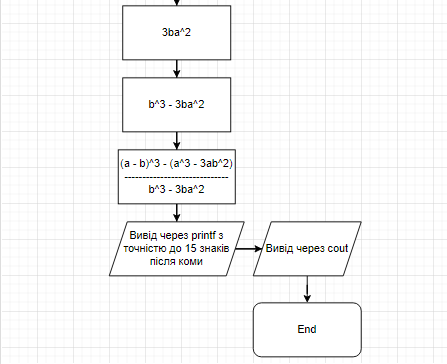 3ba^2
b^3 - 3ba^2
(a - b)^3 - (a^3 - 3ab^2)
-----------------------------
b^3 - 3ba^2
Вивід через printf з
точністю до 15 знаків
після коми
Вивід через cout
End